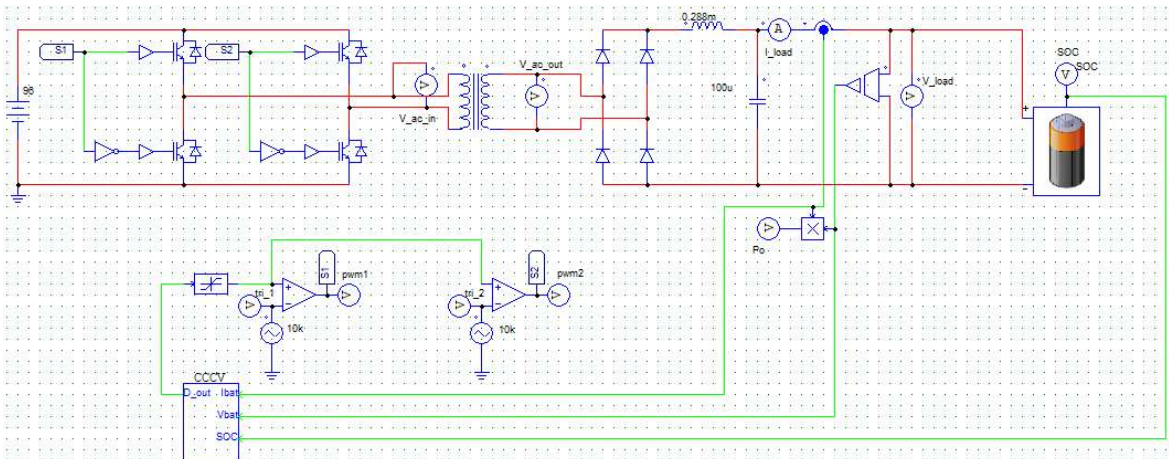 S1
S2
96
V_ac_in
V_ac_out
0.288m
A
I_load
100u
V
V_load
SOC
SOC
V
+
-
Po
V
X
S1
pwm1
tri_1
V
+
-
V
10k
S2
pwm2
tri_2
V
+
-
V
10k
CCCV
D_out Ibat
Vbat
SOC